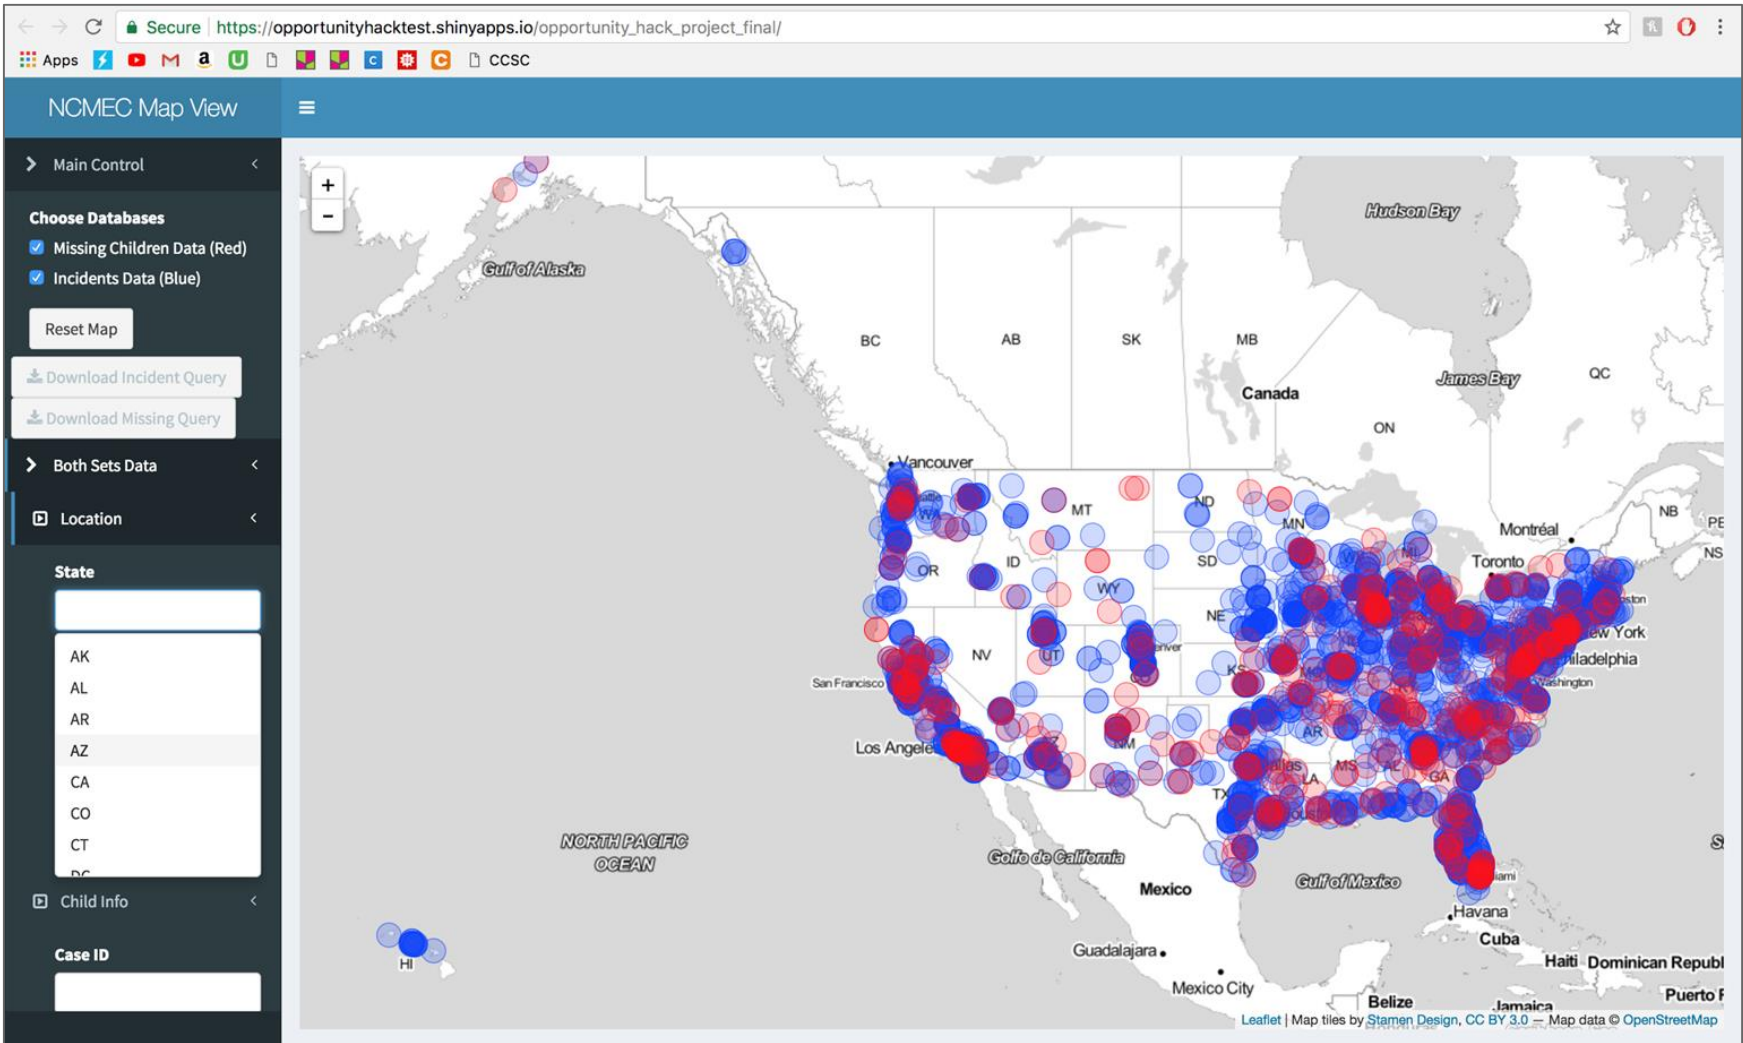 Secure https://opportunityhacktest.shinyapps.io/opportunity_hack_project_final/
Apps
CCSC
NCMEC Map View
Main Control
Choose Databases
Missing Children Data (Red)
Incidents Data (Blue)
Reset Map
Download Incident Query
Download Missing Query
Both Sets Data
Location
State
AK
AL
AR
AZ
CA
CO
CT
Child Info
Case ID
+
−
Hudson Bay
Gulf of Alaska
BC
AB
SK
MB
James Bay
QC
Canada
ON
Vancouver
MT
ND
WA
MN
Montréal
NB
PE
NS
Toronto
ID
SD
OR
WY
NE
NV
UT
KS
San Francisco
Washington
Los Angele
NM
AR
MS
AL
LA
GA
TX
NORTH PACIFIC
OCEAN
Golfo de California
Mexico
Gulf of Mexico
Havana
Cuba
Guadalajara
HI
Haiti
Dominican Republ
Mexico City
Belize
Jamaica
Puerto
Leaflet | Map tiles by Stamen Design, CC BY 3.0 — Map data © OpenStreetMap